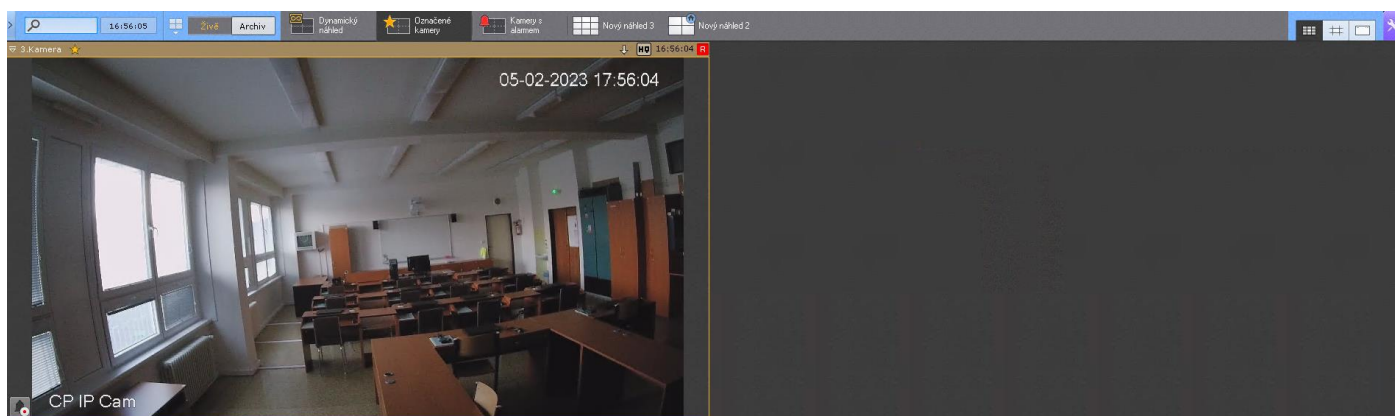 16:56:05
Živě
Archiv
Dynamický
náhled
Označené
kamery
Kamery s
alarmem
Nový náhled 3
Nový náhled 2
3.Kamera
HQ 16:56:04 R
05-02-2023 17:56:04
CP IP Cam